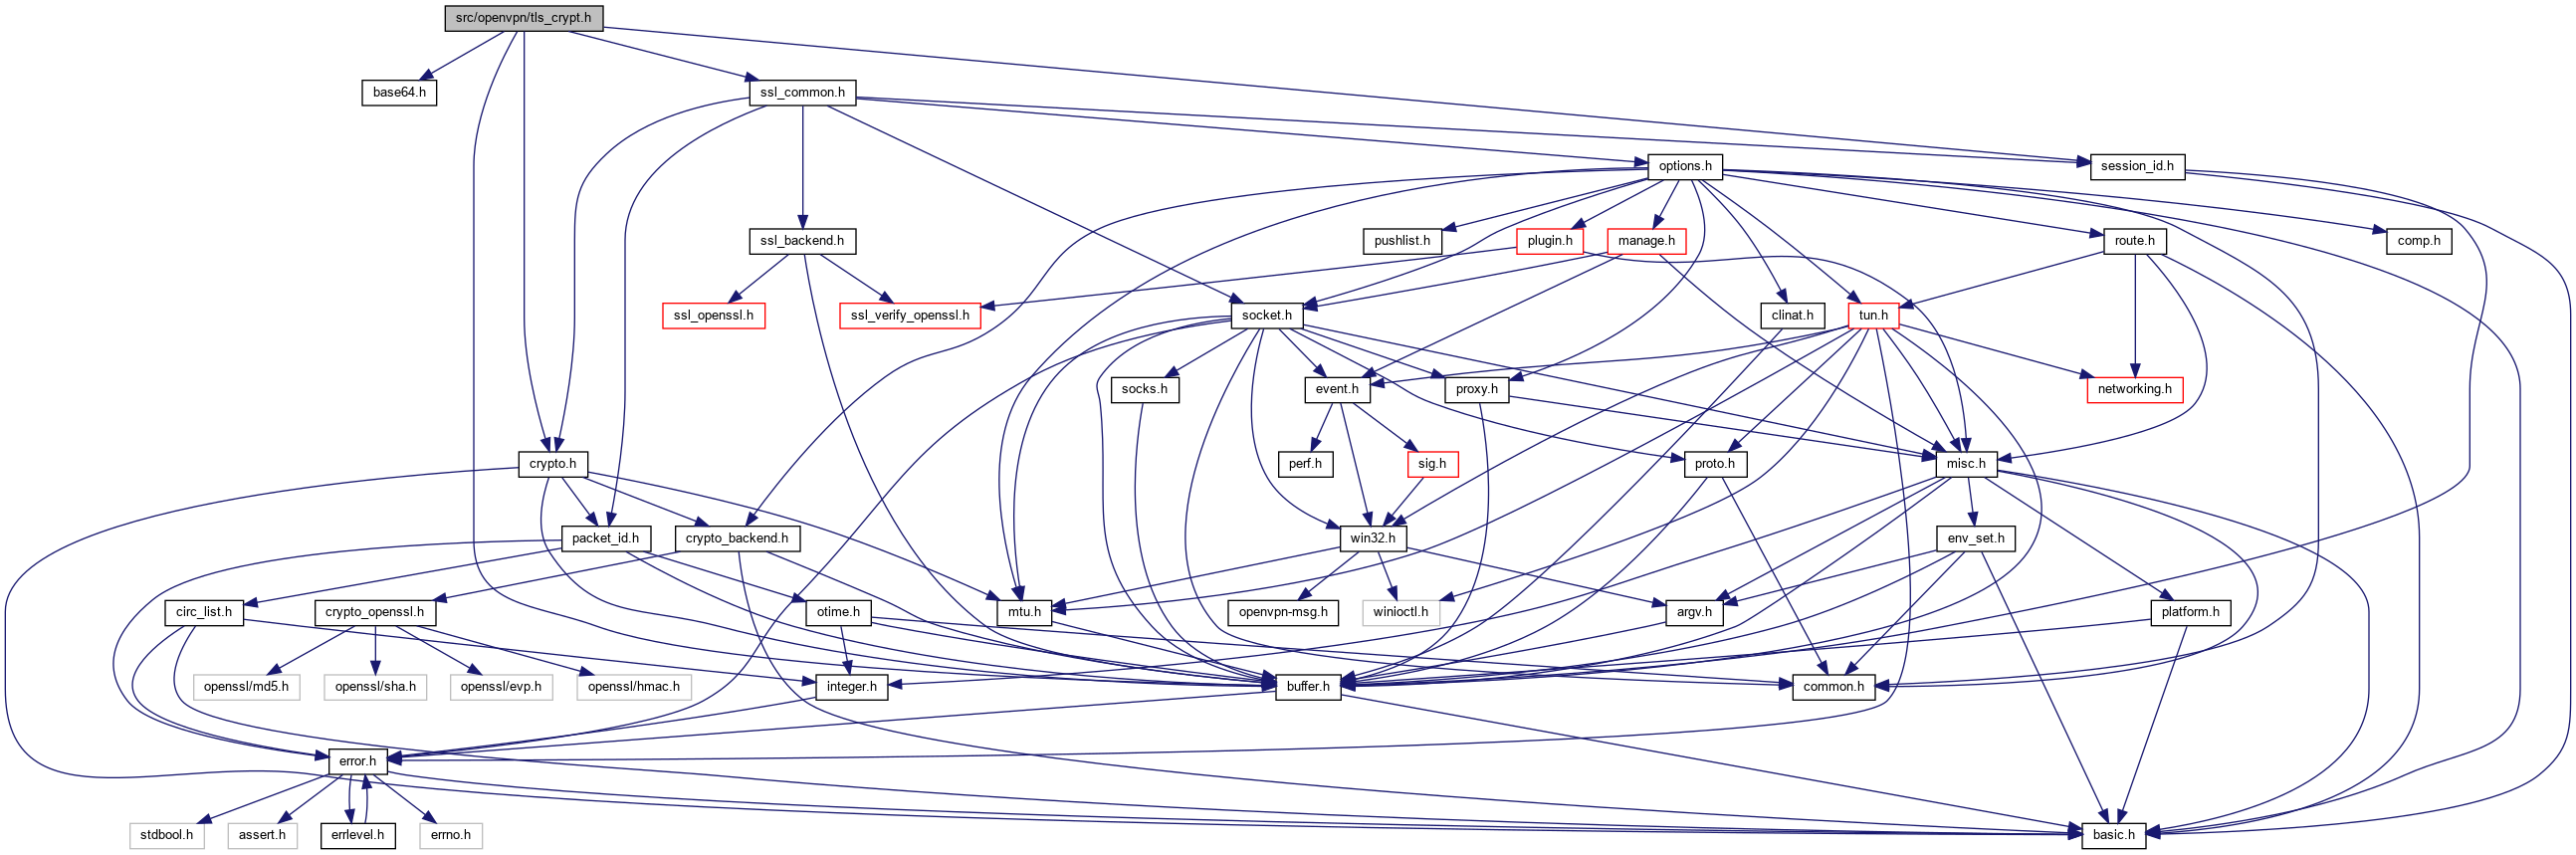 src/openvpn/tls_crypt.h
base64.h
ssl_common.h
options.h
session_id.h
ssl_backend.h
pushlist.h
plugin.h
manage.h
route.h
comp.h
ssl_openssl.h
ssl_verify_openssl.h
socket.h
clinat.h
tun.h
socks.h
event.h
proxy.h
networking.h
crypto.h
perf.h
sig.h
proto.h
misc.h
packet_id.h
crypto_backend.h
win32.h
env_set.h
circ_list.h
crypto_openssl.h
otime.h
mtu.h
openvpn-msg.h
winioctl.h
argv.h
platform.h
openssl/md5.h
openssl/sha.h
openssl/evp.h
openssl/hmac.h
integer.h
buffer.h
common.h
error.h
stdbool.h
assert.h
errlevel.h
errno.h
basic.h